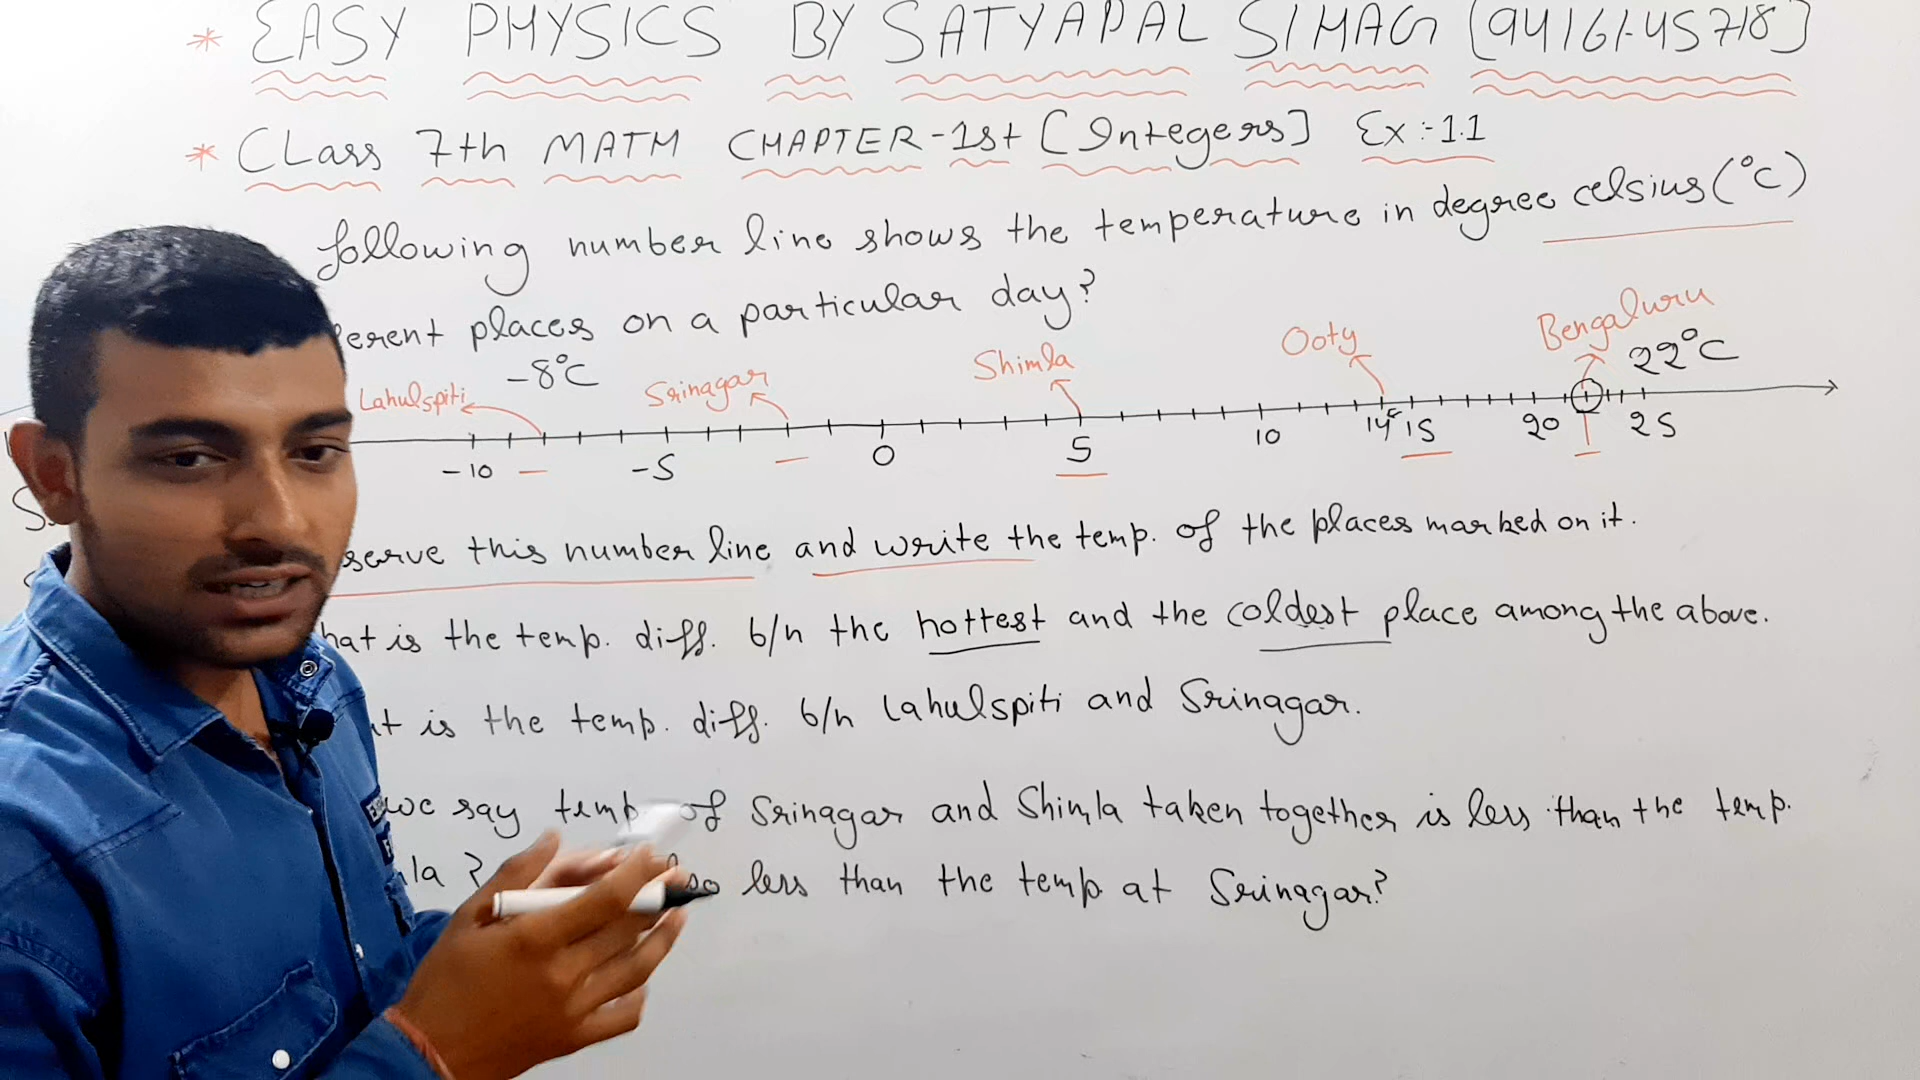 * EASY PHYSICS BY SATYAPAL SIHAG [94161-45718]
* CLass 7th MATH CHAPTER-1st [Integers] Ex:-1.1
following number line shows the temperature in degree celsius (°C)
places on a particular day?
Lahulspiti -8°C Srinagar Shimla Ooty Bengaluru 22°C
-10 -5 0 5 10 14 15 20 25
this number line and write the temp. of the places marked on it.
is the temp. diff. b/n the hottest and the coldest place among the above.
is the temp. diff. b/n Lahulspiti and Srinagar.
we say temp. of Srinagar and Shimla taken together is less than the temp.
less than the temp at Srinagar?